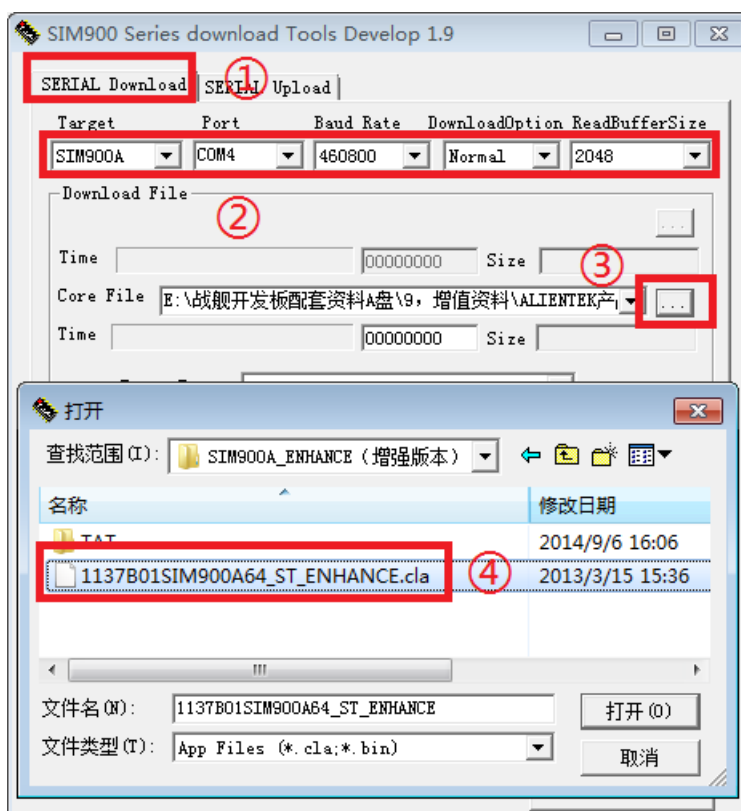 SIM900 Series download Tools Develop 1.9
①
SERIAL Download SERIAL Upload
Target Port Baud Rate DownloadOption ReadBufferSize
SIM900A COM4 460800 Normal 2048
Download File
②
...
Time 00000000 Size
③
Core File E:\战舰开发板配套资料A盘\9，增值资料\ALIENTEK产 ...
Time 00000000 Size
打开
查找范围(I): SIM900A_ENHANCE（增强版本）
名称 修改日期
TAT 2014/9/6 16:06
1137B01SIM900A64_ST_ENHANCE.cla ④ 2013/3/15 15:36
文件名(N): 1137B01SIM900A64_ST_ENHANCE 打开(O)
文件类型(T): App Files (*.cla;*.bin) 取消